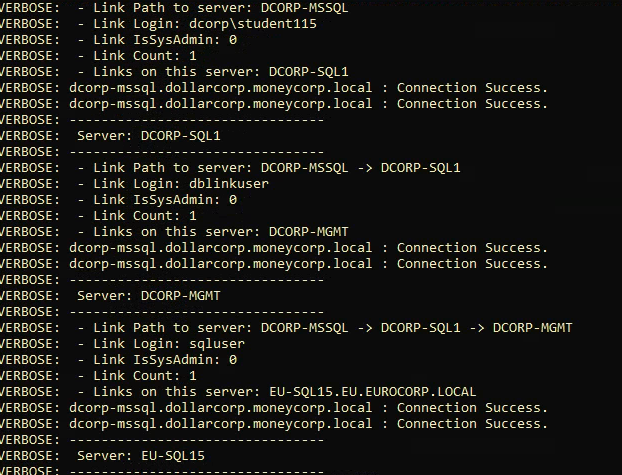 VERBOSE:  - Link Path to server: DCORP-MSSQL
VERBOSE:  - Link Login: dcorp\student115
VERBOSE:  - Link IsSysAdmin: 0
VERBOSE:  - Link Count: 1
VERBOSE:  - Links on this server: DCORP-SQL1
VERBOSE: dcorp-mssql.dollarcorp.moneycorp.local : Connection Success.
VERBOSE: dcorp-mssql.dollarcorp.moneycorp.local : Connection Success.
VERBOSE: --------------------------------
VERBOSE:  Server: DCORP-SQL1
VERBOSE: --------------------------------
VERBOSE:  - Link Path to server: DCORP-MSSQL -> DCORP-SQL1
VERBOSE:  - Link Login: dblinkuser
VERBOSE:  - Link IsSysAdmin: 0
VERBOSE:  - Link Count: 1
VERBOSE:  - Links on this server: DCORP-MGMT
VERBOSE: dcorp-mssql.dollarcorp.moneycorp.local : Connection Success.
VERBOSE: dcorp-mssql.dollarcorp.moneycorp.local : Connection Success.
VERBOSE: --------------------------------
VERBOSE:  Server: DCORP-MGMT
VERBOSE: --------------------------------
VERBOSE:  - Link Path to server: DCORP-MSSQL -> DCORP-SQL1 -> DCORP-MGMT
VERBOSE:  - Link Login: sqluser
VERBOSE:  - Link IsSysAdmin: 0
VERBOSE:  - Link Count: 1
VERBOSE:  - Links on this server: EU-SQL15.EU.EUROCORP.LOCAL
VERBOSE: dcorp-mssql.dollarcorp.moneycorp.local : Connection Success.
VERBOSE: dcorp-mssql.dollarcorp.moneycorp.local : Connection Success.
VERBOSE: --------------------------------
VERBOSE:  Server: EU-SQL15
VERBOSE: --------------------------------